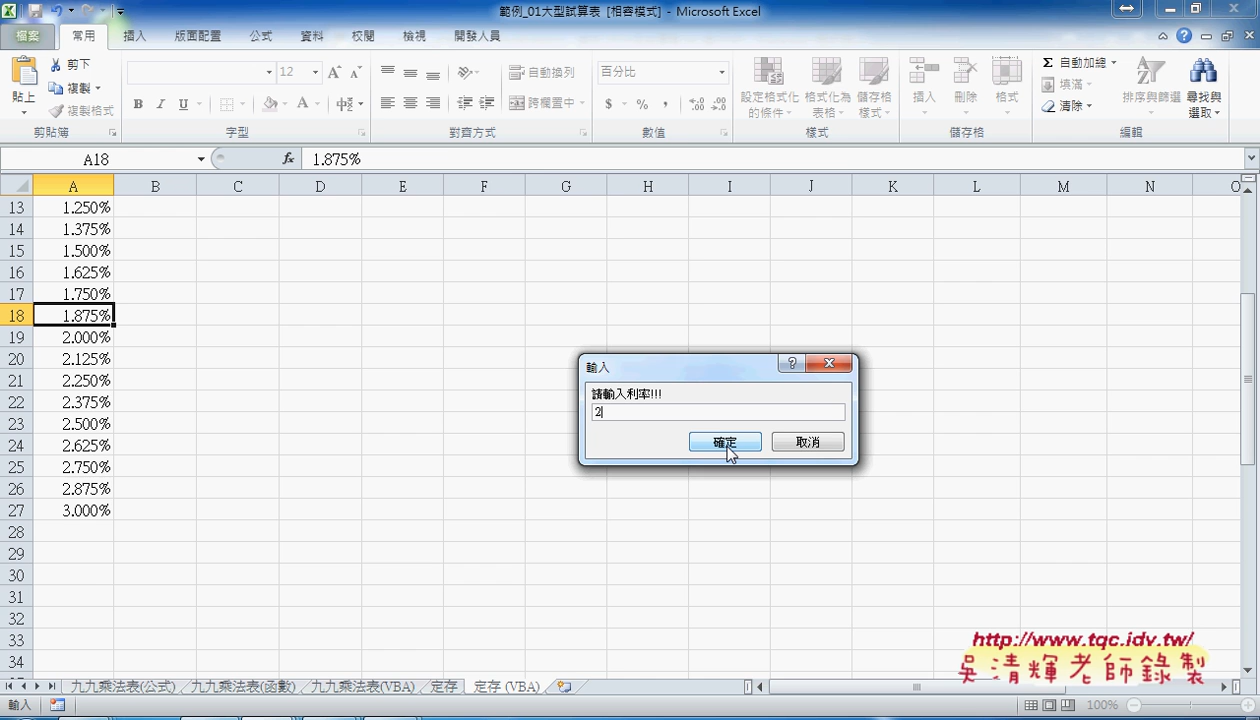 範例_01大型試算表 [相容模式] - Microsoft Excel
檔案 常用 插入 版面配置 公式 資料 校閱 檢視 開發人員
貼上 剪下 複製 複製格式 剪貼簿
12 B I U 中 字型
自動換列 跨欄置中 對齊方式
百分比 $ % , 數值
設定格式化的條件 格式化為表格 儲存格樣式 樣式
插入 刪除 格式 儲存格
Σ 自動加總 填滿 清除 排序與篩選 尋找與選取 編輯
A18 fx 1.875%
A B C D E F G H I J K L M N O
13 1.250%
14 1.375%
15 1.500%
16 1.625%
17 1.750%
18 1.875%
19 2.000%
20 2.125%
21 2.250%
22 2.375%
23 2.500%
24 2.625%
25 2.750%
26 2.875%
27 3.000%
28
29
30
31
32
33
34
輸入
請輸入利率!!!
2
確定 取消
http://www.tqc.idv.tw/
吳清輝老師錄製
九九乘法表(公式) 九九乘法表(函數) 九九乘法表(VBA) 定存 定存 (VBA)
輸入 100%